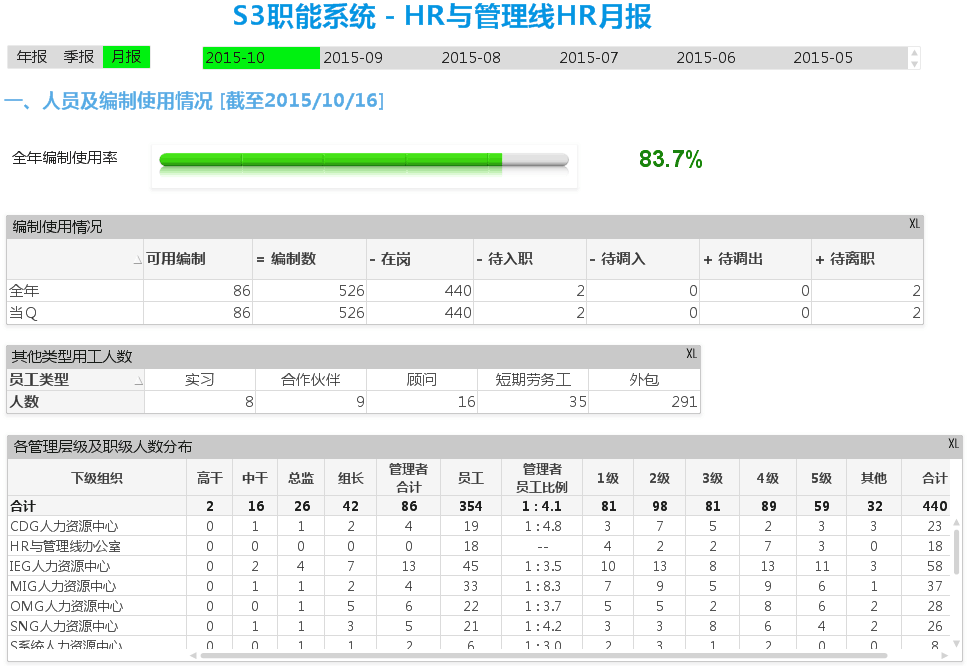 S3职能系统 - HR与管理线HR月报
年报 季报 月报 2015-10 2015-09 2015-08 2015-07 2015-06 2015-05
一、人员及编制使用情况 [截至2015/10/16]
全年编制使用率 83.7%
编制使用情况 XL
可用编制 = 编制数 - 在岗 - 待入职 - 待调入 + 待调出 + 待离职
全年 86 526 440 2 0 0 2
当Q 86 526 440 2 0 0 2
其他类型用工人数 XL
员工类型 实习 合作伙伴 顾问 短期劳务工 外包
人数 8 9 16 35 291
各管理层级及职级人数分布 XL
下级组织 高干 中干 总监 组长 管理者合计 员工 管理者员工比例 1级 2级 3级 4级 5级 其他 合计
合计 2 16 26 42 86 354 1 : 4.1 81 98 81 89 59 32 440
CDG人力资源中心 0 1 1 2 4 19 1 : 4.8 3 7 5 2 3 3 23
HR与管理线办公室 0 0 0 0 0 18 -- 4 2 2 7 3 0 18
IEG人力资源中心 0 2 4 7 13 45 1 : 3.5 10 13 8 13 11 3 58
MIG人力资源中心 0 1 1 2 4 33 1 : 8.3 7 9 5 9 6 1 37
OMG人力资源中心 0 0 1 5 6 22 1 : 3.7 5 5 2 8 6 2 28
SNG人力资源中心 0 1 1 3 5 21 1 : 4.2 3 3 8 6 4 2 26
S系统人力资源中心 0 0 1 1 2 6 1 : 3.0 2 3 1 2 0 0 8